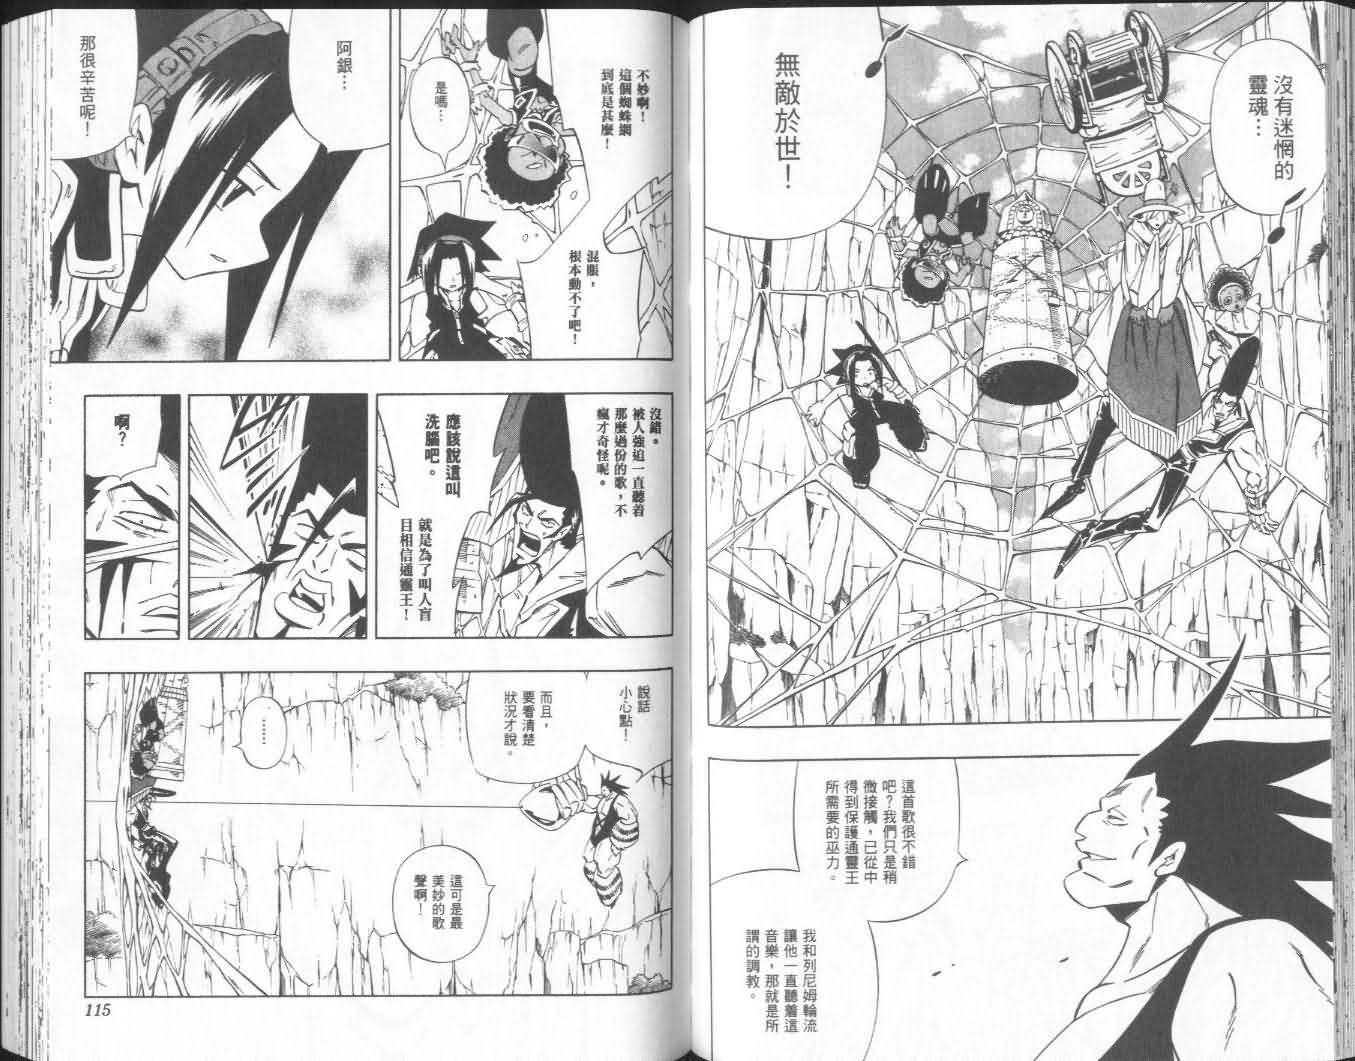 沒有迷惘的
靈魂…
無敵於世！
這首歌很不錯
吧？我們只是稍
微接觸，已從中
得到保護通靈王
所需要的巫力。
我和列尼姆輪流
讓他一直聽着這
音樂，那就是所
謂的調教。
不妙啊！
這個蜘蛛網
到底是甚麼！
是嗎…
混賬，
根本動不了吧！
阿銀…
那很辛苦呢！
沒錯。
被人強迫一直聽着
那麼過份的歌，不
瘋才奇怪呢。
應該說這叫
洗腦吧。
就是為了叫人盲
目相信通靈王！
啊？
說話
小心點！
而且，
要看清楚
狀況才說。
……
這可是最
美妙的歌
聲啊！
115